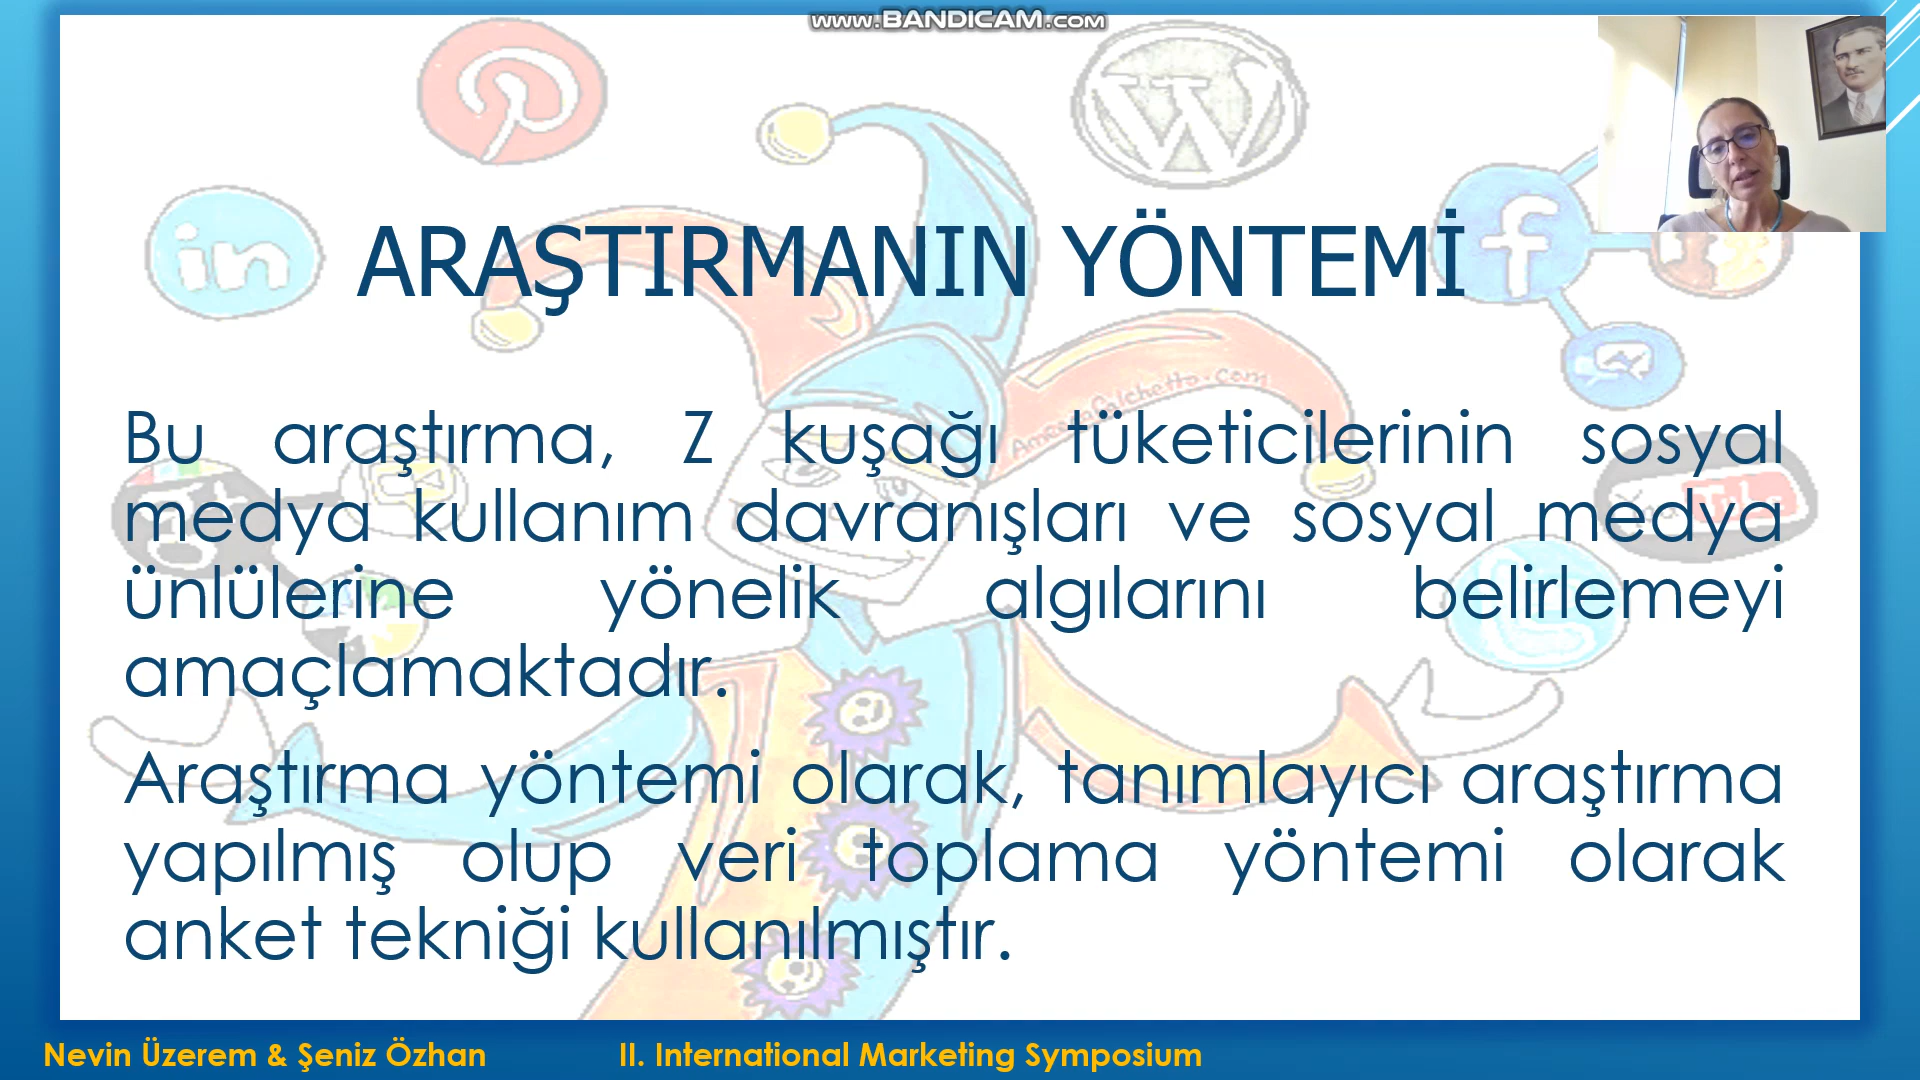 www.BANDICAM.com
in
W
f
ARAŞTIRMANIN YÖNTEMİ
Bu araştırma, Z kuşağı tüketicilerinin sosyal
medya kullanım davranışları ve sosyal medya
ünlülerine yönelik algılarını belirlemeyi
amaçlamaktadır.
Araştırma yöntemi olarak, tanımlayıcı araştırma
yapılmış olup veri toplama yöntemi olarak
anket tekniği kullanılmıştır.
Nevin Üzerem & Şeniz Özhan
II. International Marketing Symposium